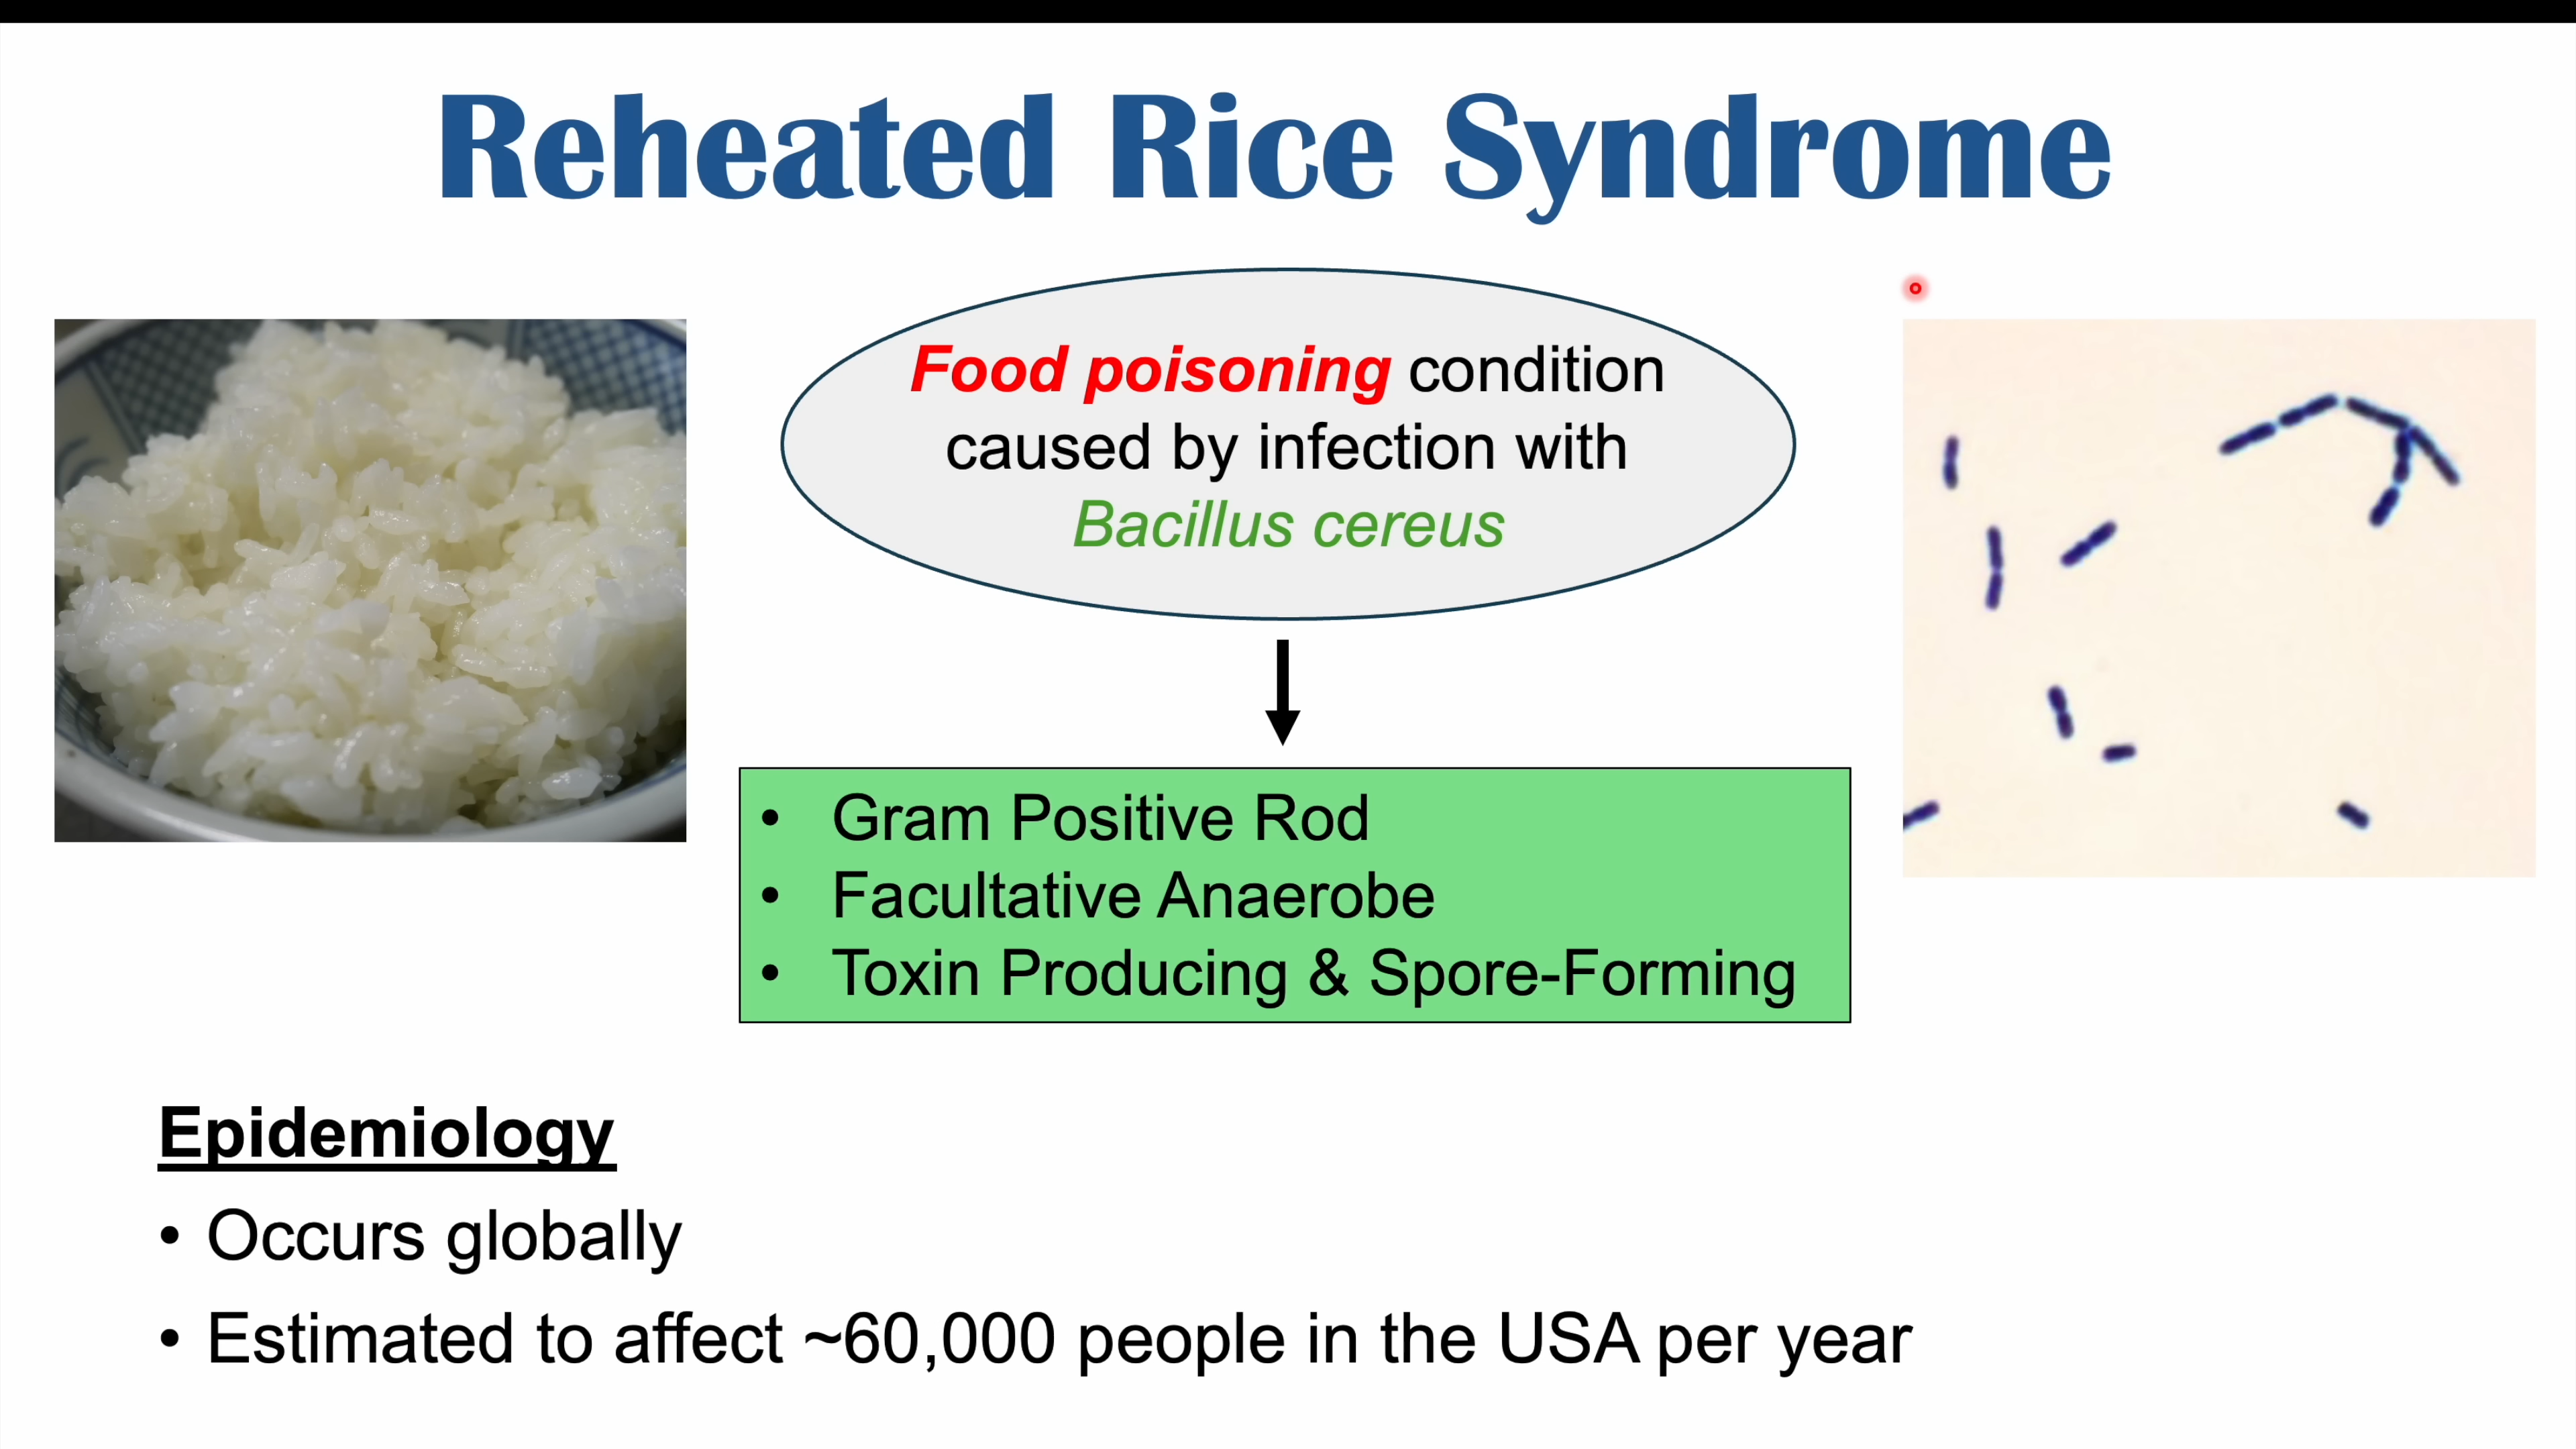 Reheated Rice Syndrome
Food poisoning condition
caused by infection with
Bacillus cereus
• Gram Positive Rod
• Facultative Anaerobe
• Toxin Producing & Spore-Forming
Epidemiology
• Occurs globally
• Estimated to affect ~60,000 people in the USA per year